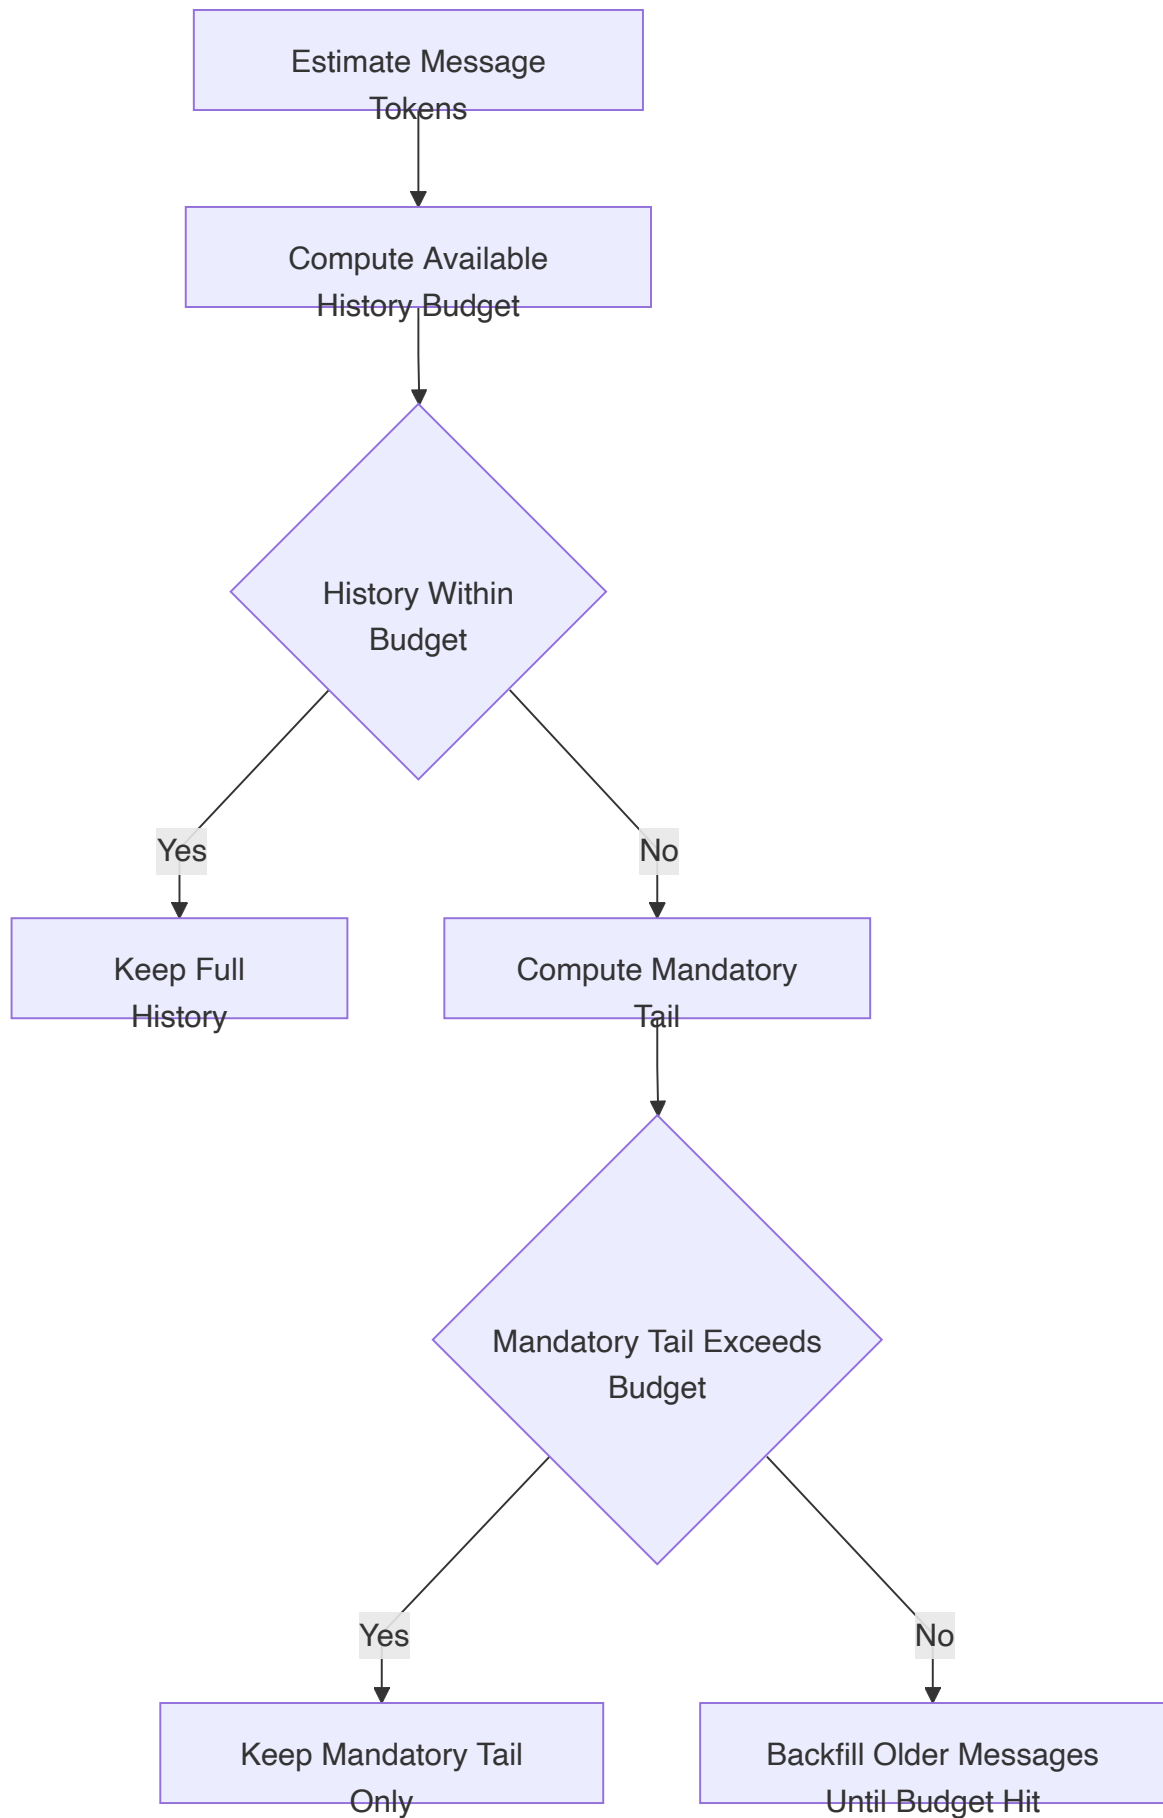 Estimate Message
Tokens
Compute Available
History Budget
History Within
Budget
Yes
No
Keep Full
History
Compute Mandatory
Tail
Mandatory Tail Exceeds
Budget
Yes
No
Keep Mandatory Tail
Only
Backfill Older Messages
Until Budget Hit